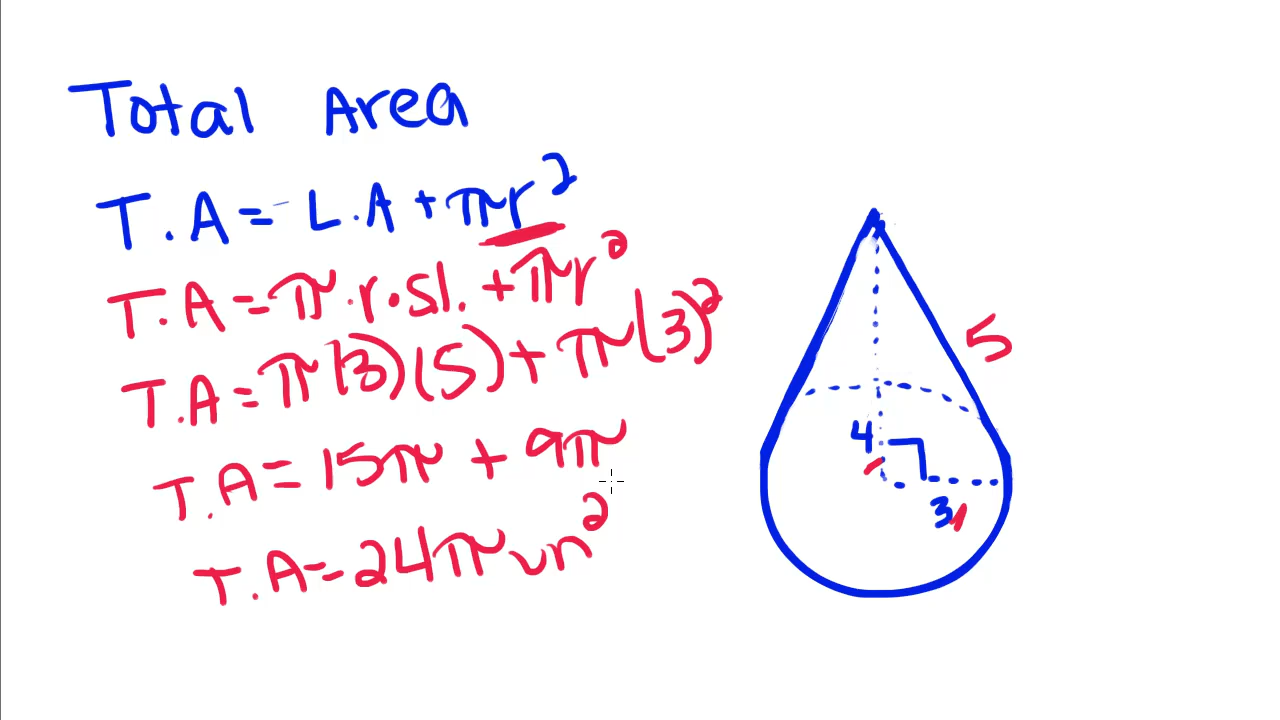 Total Area
T.A = L.A + πr²
T.A = π·r·sl. + πr²
T.A = π(3)(5) + π(3)²
T.A = 15π + 9π
T.A = 24π un²
5
4
3